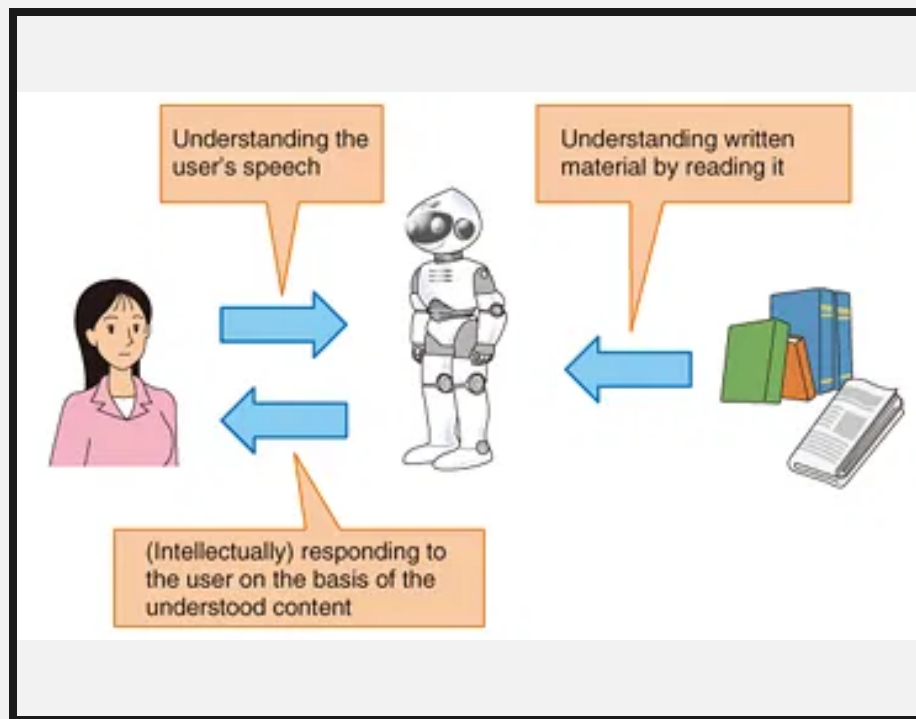 Understanding the
user's speech
Understanding written
material by reading it
(Intellectually) responding to
the user on the basis of the
understood content